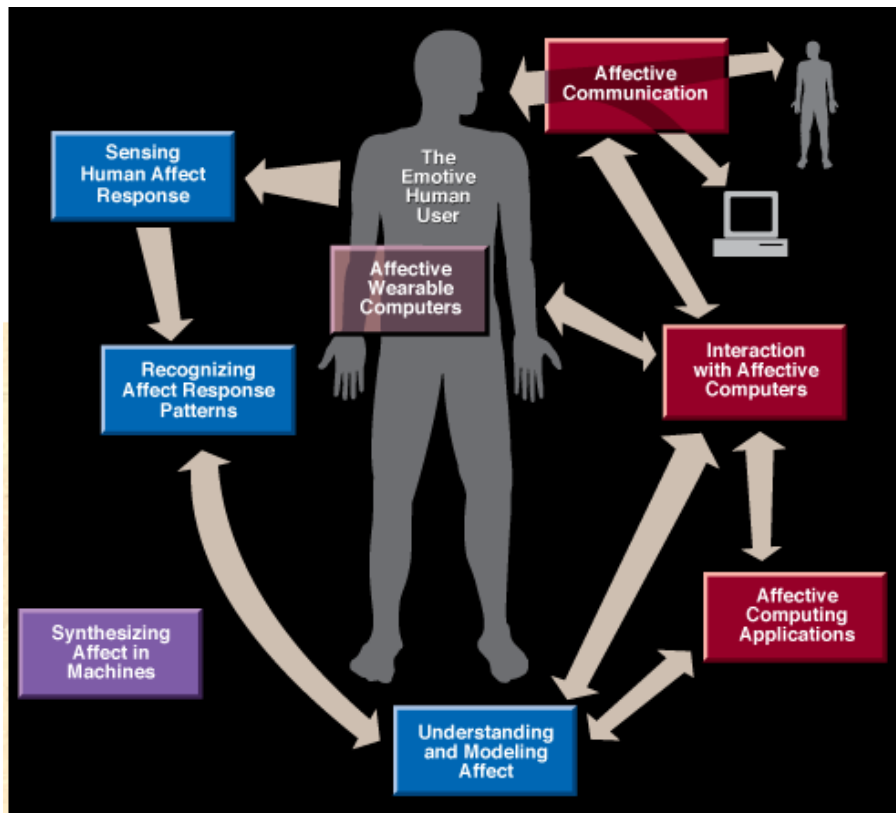 Affective
Communication
Sensing
Human Affect
Response
The
Emotive
Human
User
Affective
Wearable
Computers
Recognizing
Affect Response
Patterns
Interaction
with Affective
Computers
Affective
Computing
Applications
Synthesizing
Affect in
Machines
Understanding
and Modeling
Affect